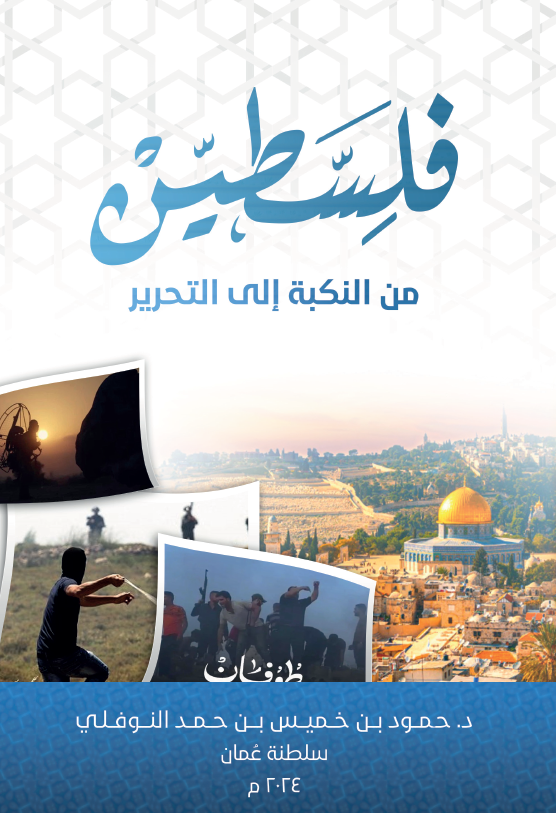 فلسطين
من النكبة إلى التحرير
طوفان
د. حمود بن خميس بن حمد النوفلي
سلطنة عُمان
٢٠٢٤ م